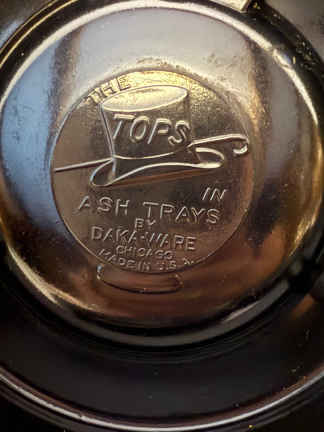 THE
TOPS
IN
ASH TRAYS
BY
DAKA-WARE
CHICAGO
MADE IN U.S.A.